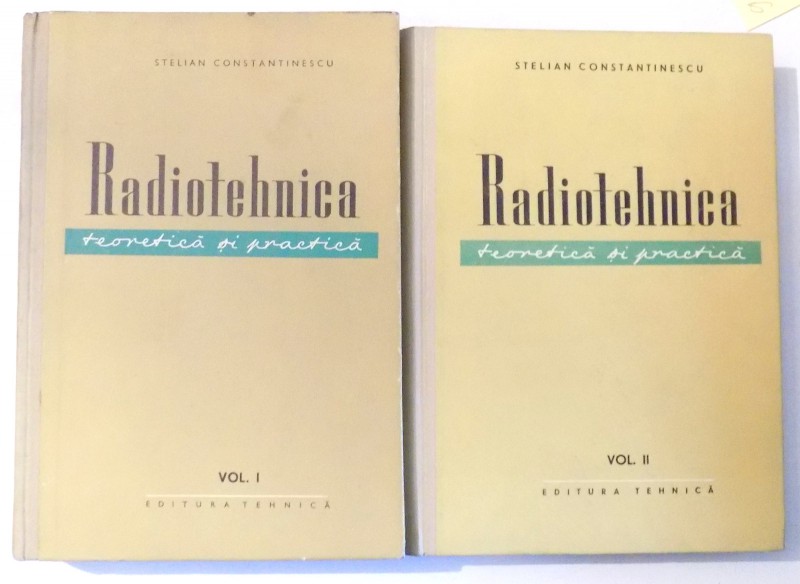 STELIAN CONSTANTINESCU
Radiotehnica
teoretică și practică
VOL. I
EDITURA TEHNICĂ
STELIAN CONSTANTINESCU
Radiotehnica
teoretică și practică
VOL. II
EDITURA TEHNICĂ